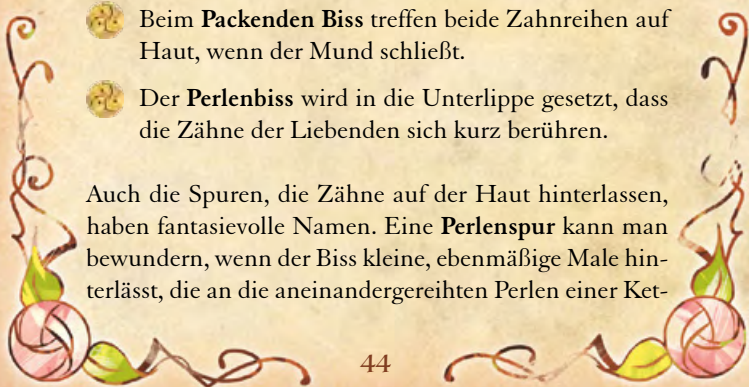 Beim Packenden Biss treffen beide Zahnreihen auf
Haut, wenn der Mund schließt.
Der Perlenbiss wird in die Unterlippe gesetzt, dass
die Zähne der Liebenden sich kurz berühren.
Auch die Spuren, die Zähne auf der Haut hinterlassen,
haben fantasievolle Namen. Eine Perlenspur kann man
bewundern, wenn der Biss kleine, ebenmäßige Male hin-
terlässt, die an die aneinandergereihten Perlen einer Ket-
44